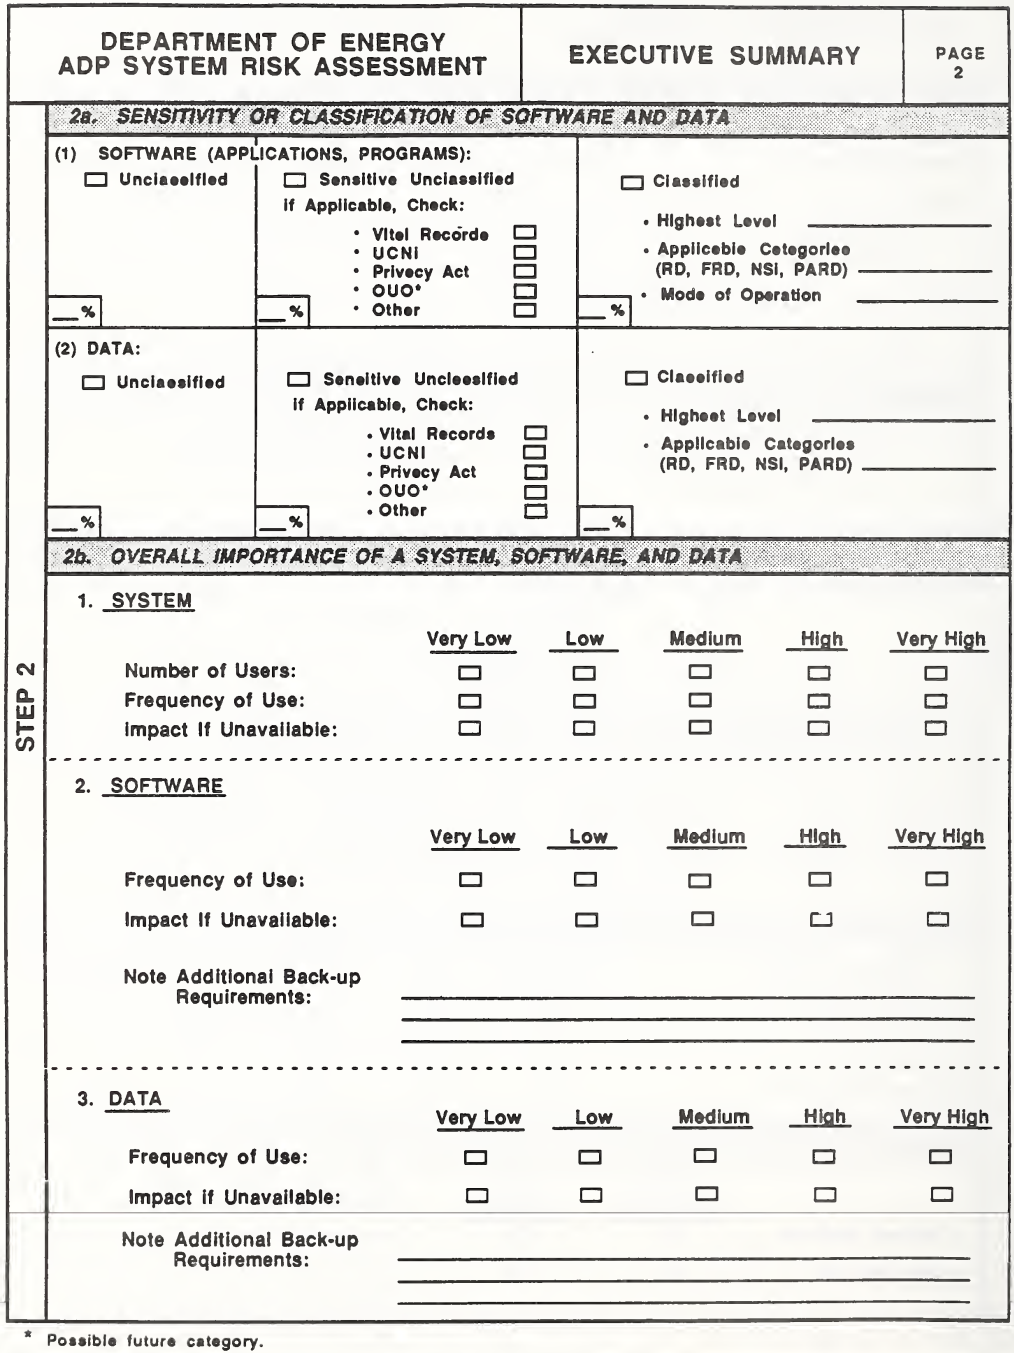 DEPARTMENT OF ENERGY
ADP SYSTEM RISK ASSESSMENT
EXECUTIVE SUMMARY
PAGE
2
STEP 2
2a. SENSITIVITY OR CLASSIFICATION OF SOFTWARE AND DATA
(1) SOFTWARE (APPLICATIONS, PROGRAMS):
Unclassified
__%
Sensitive Unclassified
If Applicable, Check:
• Vital Records
• UCNI
• Privacy Act
• OUO*
• Other
__%
Classified
• Highest Level
• Applicable Categories
(RD, FRD, NSI, PARD)
• Mode of Operation
__%
(2) DATA:
Unclassified
__%
Sensitive Unclassified
If Applicable, Check:
• Vital Records
• UCNI
• Privacy Act
• OUO*
• Other
__%
Classified
• Highest Level
• Applicable Categories
(RD, FRD, NSI, PARD)
__%
2b. OVERALL IMPORTANCE OF A SYSTEM, SOFTWARE, AND DATA
1. SYSTEM
Very Low Low Medium High Very High
Number of Users:
Frequency of Use:
Impact If Unavailable:
2. SOFTWARE
Very Low Low Medium High Very High
Frequency of Use:
Impact If Unavailable:
Note Additional Back-up
Requirements:
3. DATA
Very Low Low Medium High Very High
Frequency of Use:
Impact if Unavailable:
Note Additional Back-up
Requirements:
* Possible future category.